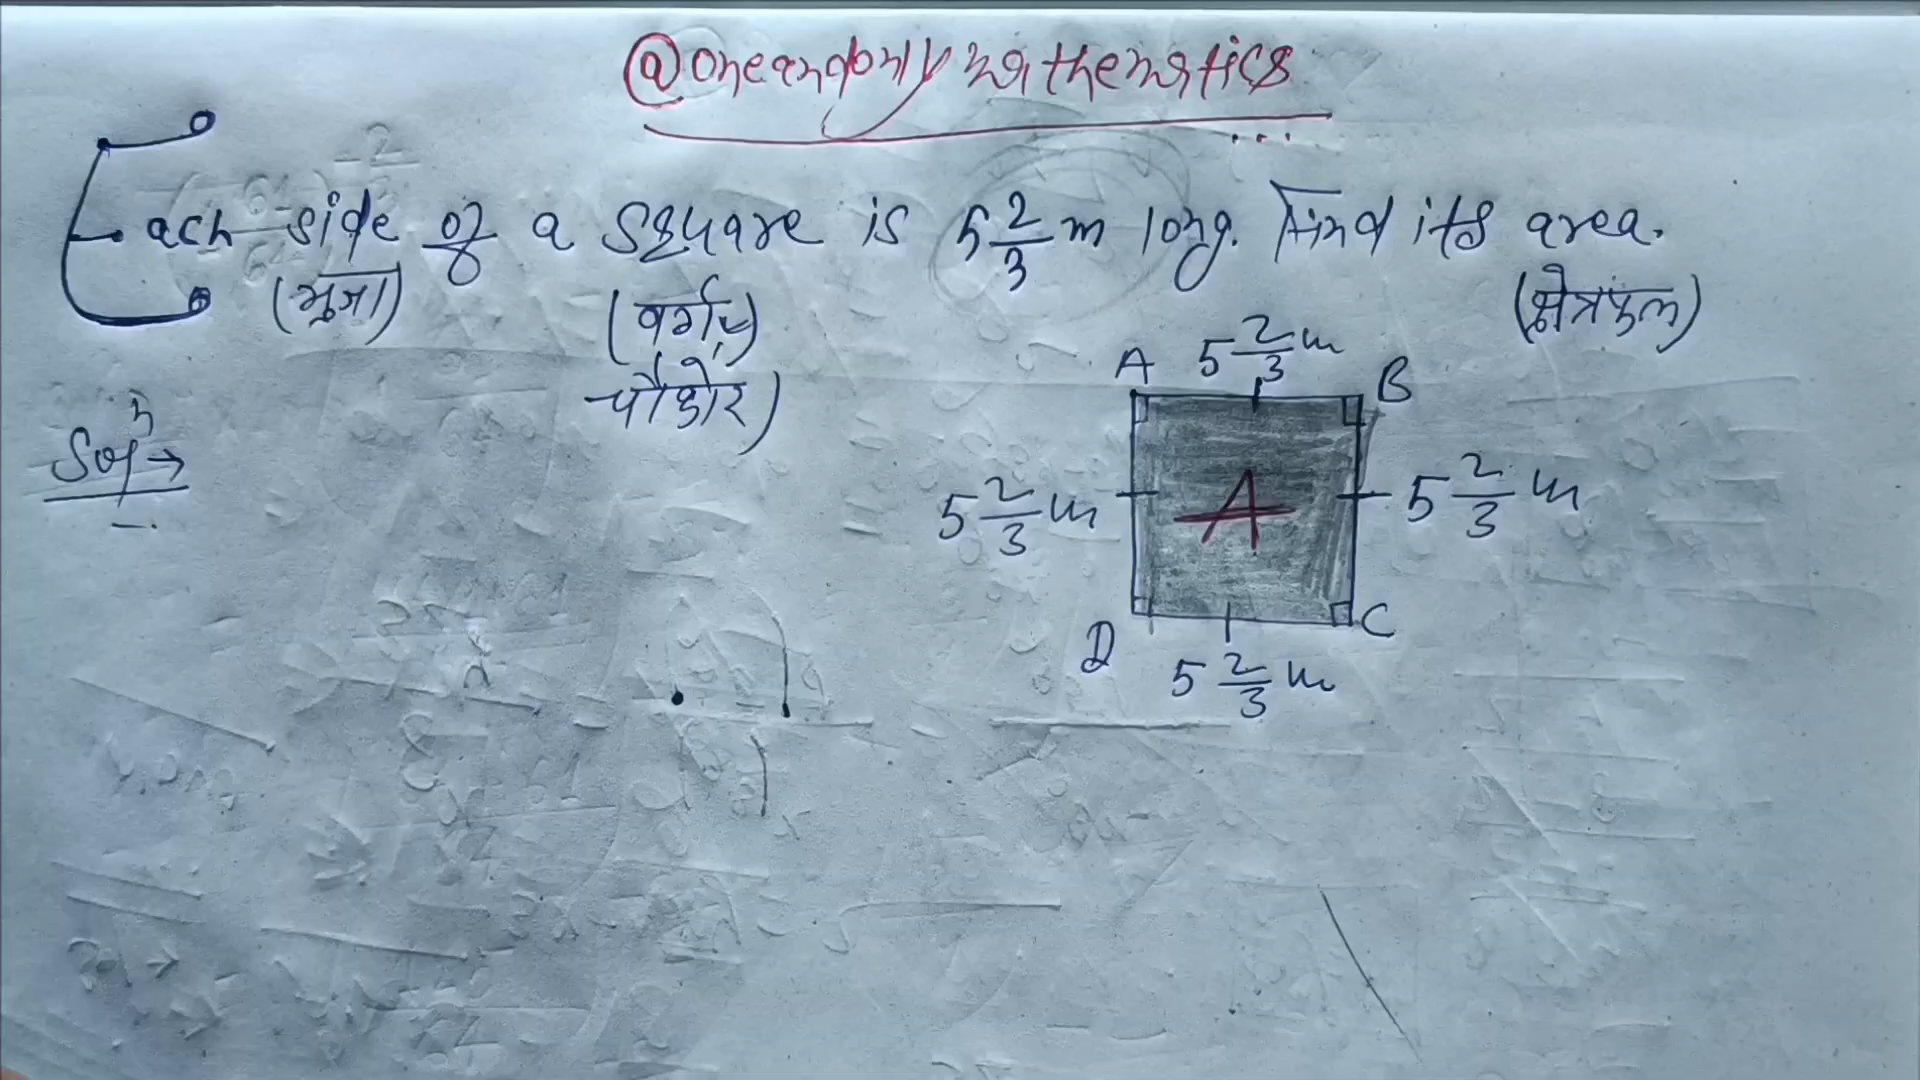 @oneandonlymathematics
Each side of a square is 5 2/3 m long. Find its area.
(भुजा) (वर्ग, चौकोर) (क्षेत्रफल)
Solⁿ →
A 5 2/3 m B
5 2/3 m A 5 2/3 m
D 5 2/3 m C